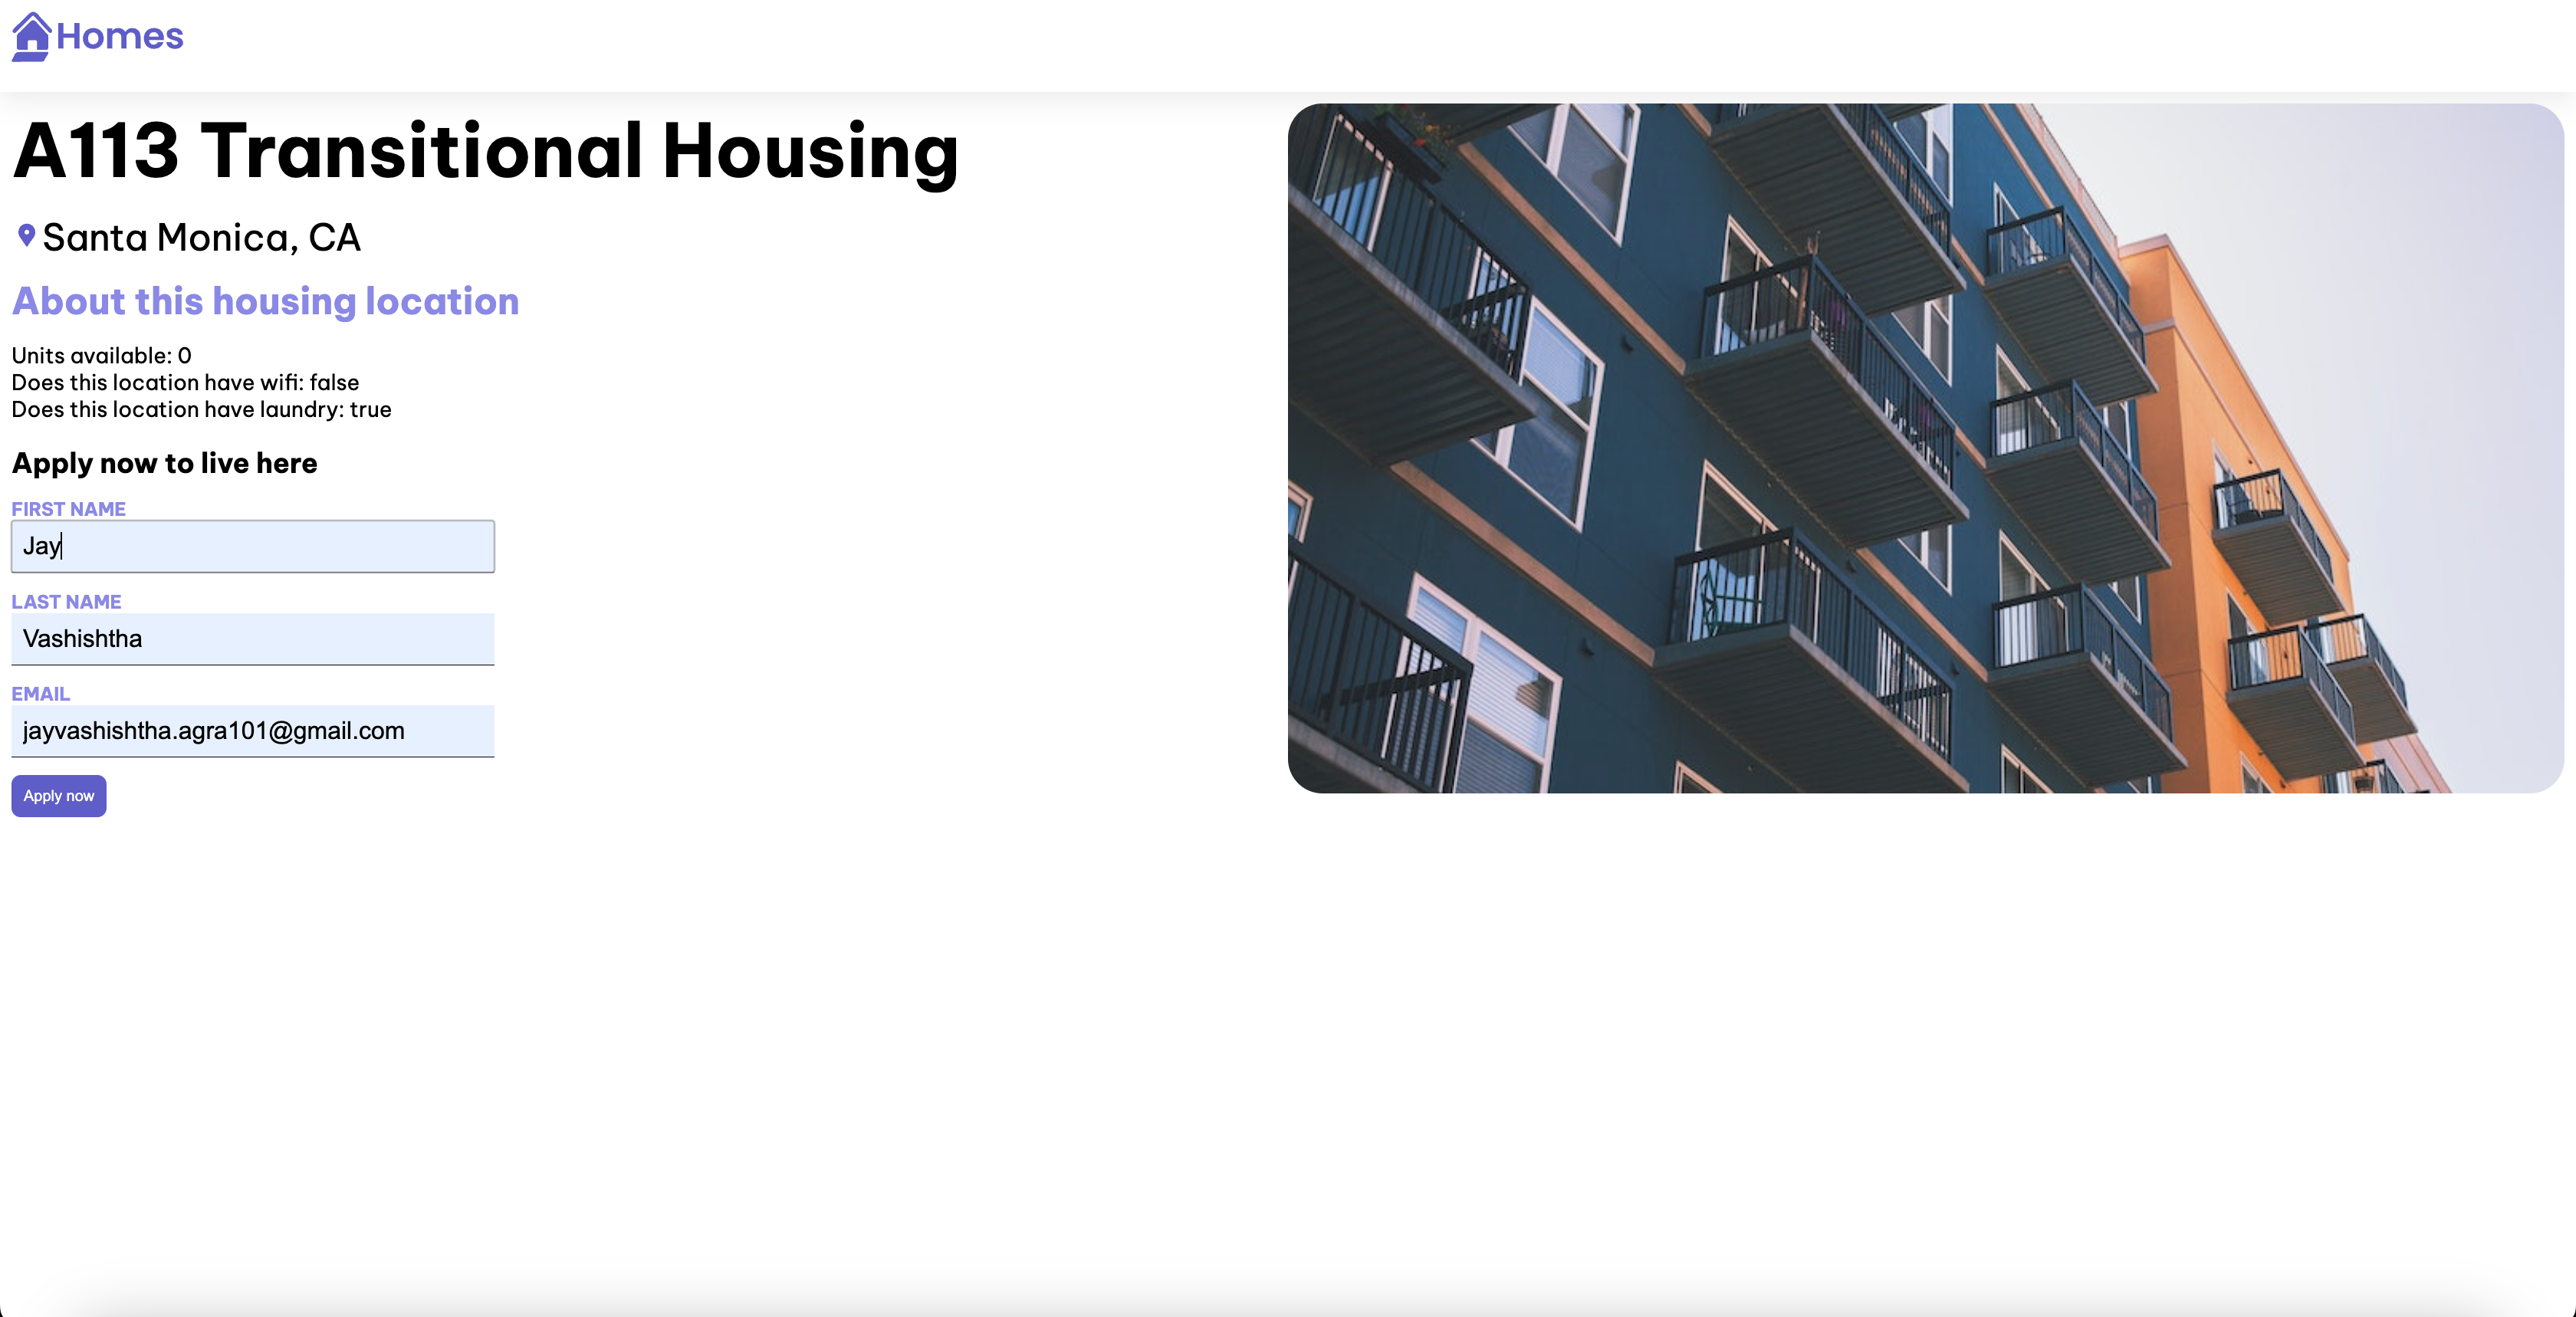 Homes
A113 Transitional Housing
Santa Monica, CA
About this housing location
Units available: 0
Does this location have wifi: false
Does this location have laundry: true
Apply now to live here
FIRST NAME
Jay
LAST NAME
Vashishtha
EMAIL
jayvashishtha.agra101@gmail.com
Apply now